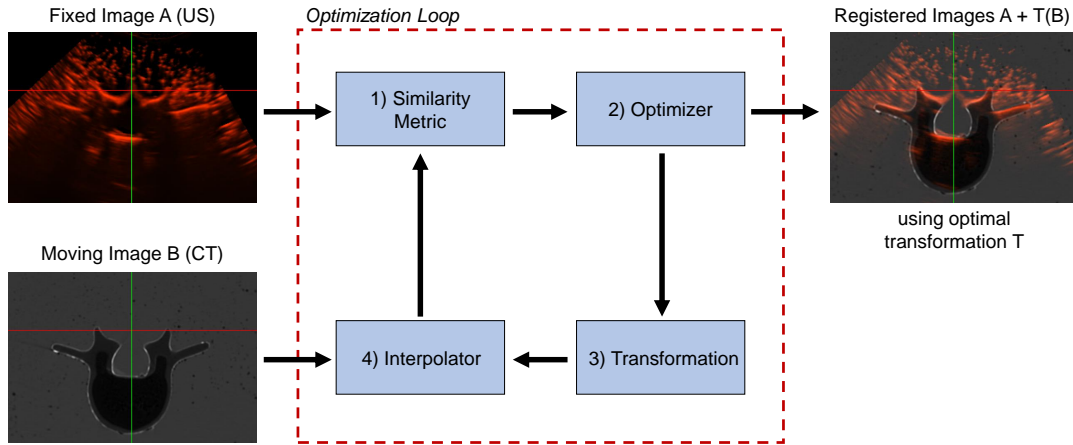 Fixed Image A (US)
Optimization Loop
Registered Images A + T(B)
1) Similarity
Metric
2) Optimizer
using optimal
transformation T
Moving Image B (CT)
4) Interpolator
3) Transformation